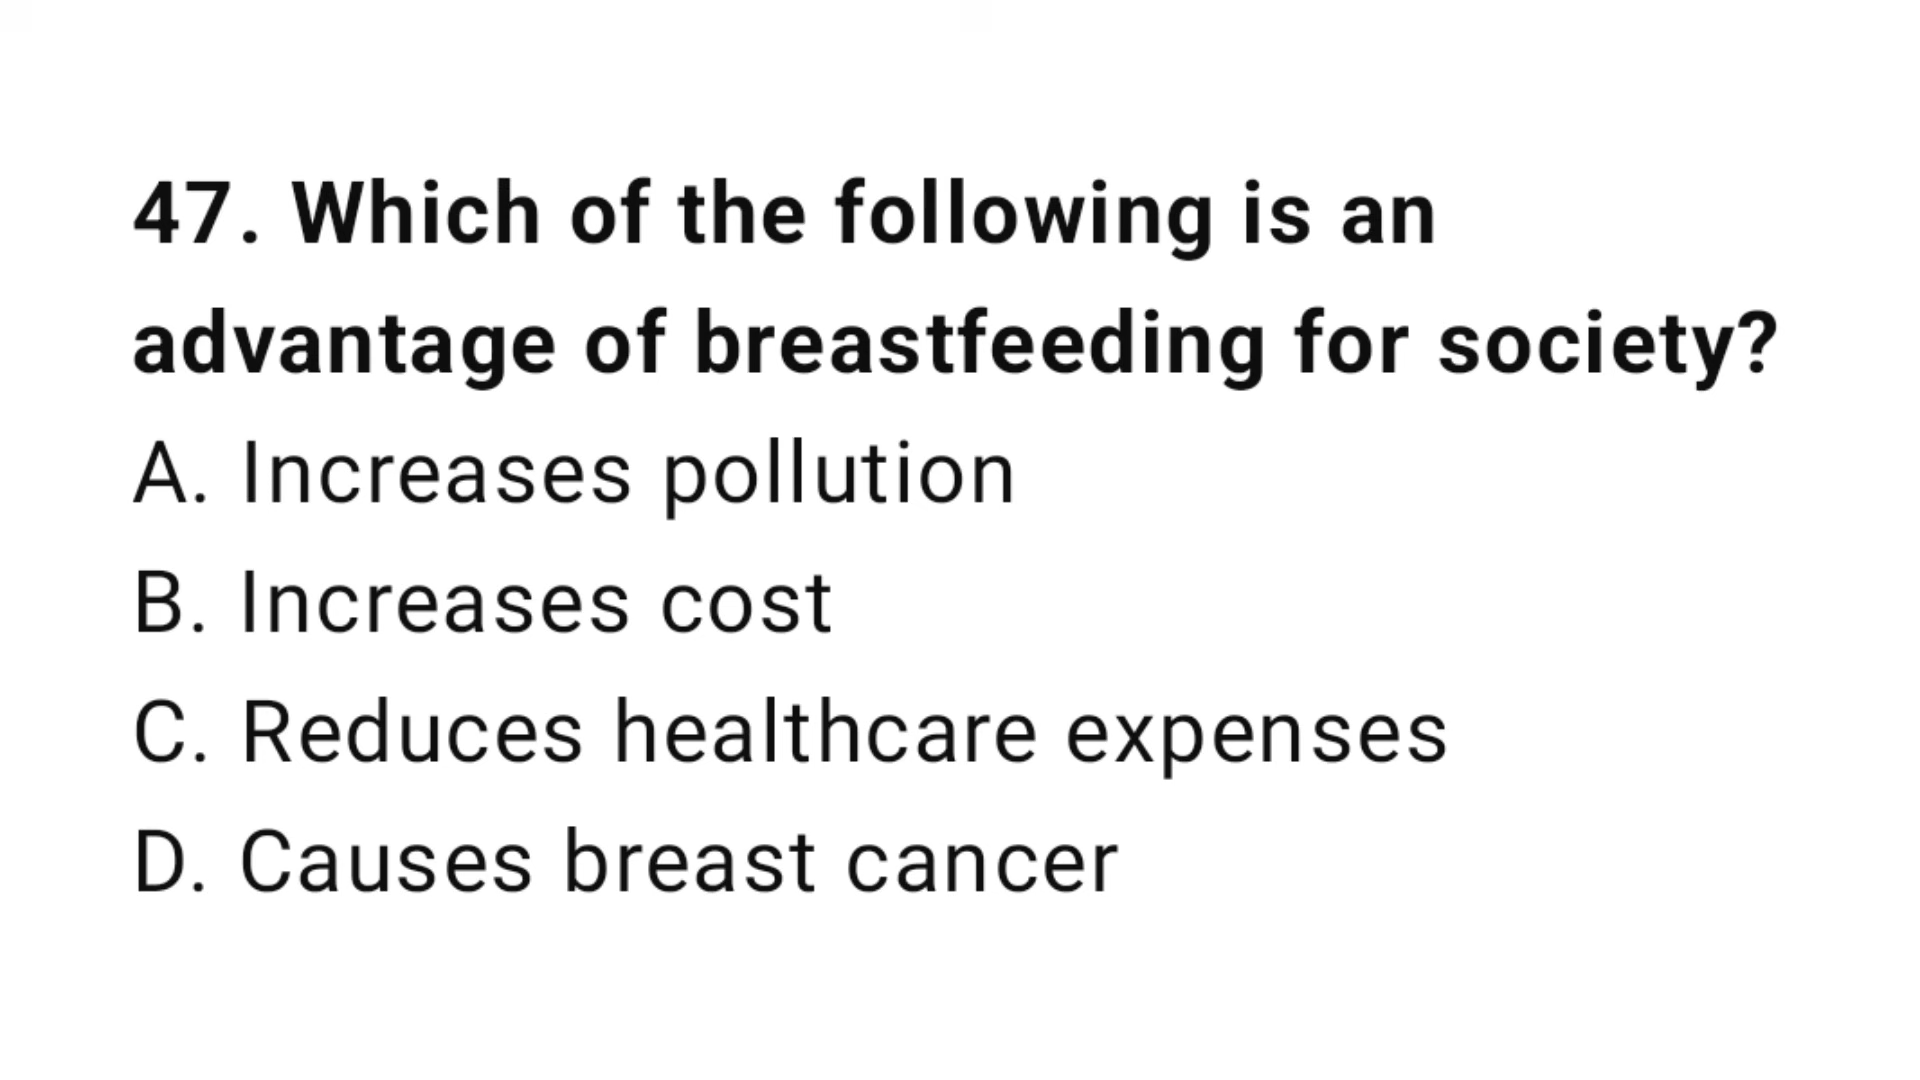 47. Which of the following is an
advantage of breastfeeding for society?
A. Increases pollution
B. Increases cost
C. Reduces healthcare expenses
D. Causes breast cancer